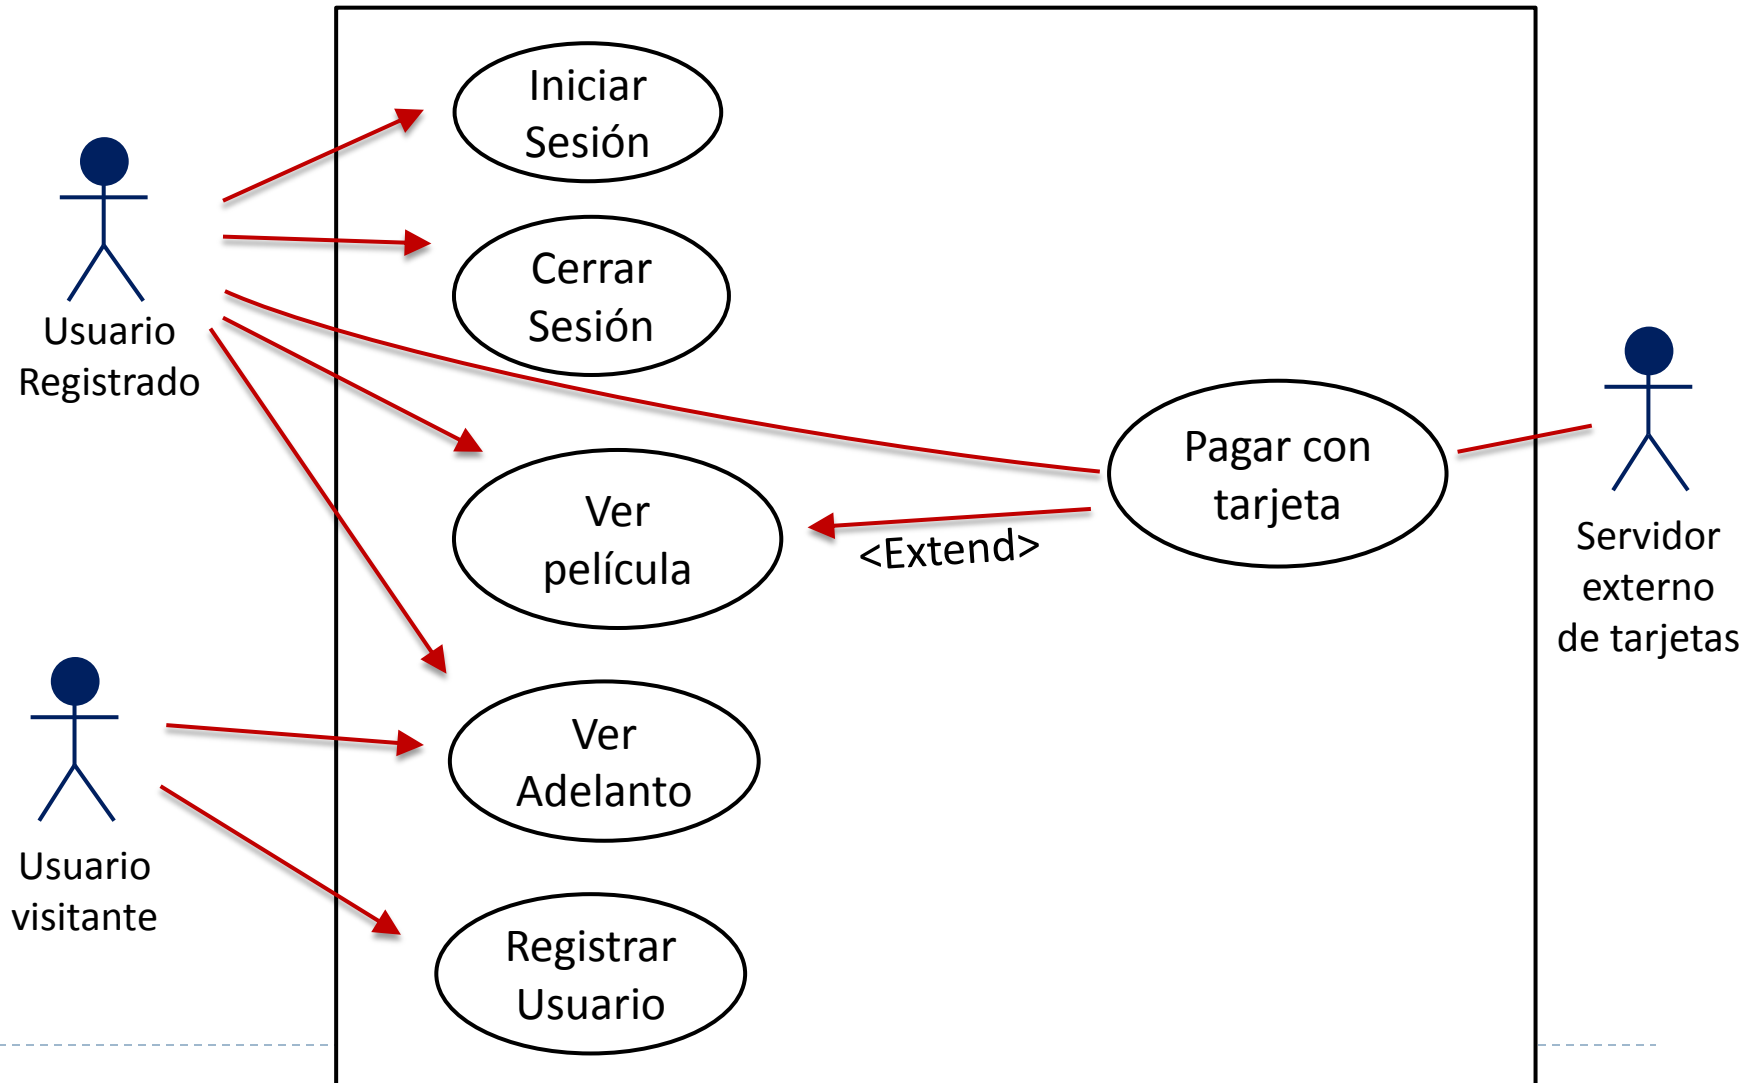 Iniciar
Sesión
Cerrar
Sesión
Usuario
Registrado
Pagar con
tarjeta
Ver
película
<Extend>
Servidor
externo
de tarjetas
Ver
Adelanto
Usuario
visitante
Registrar
Usuario